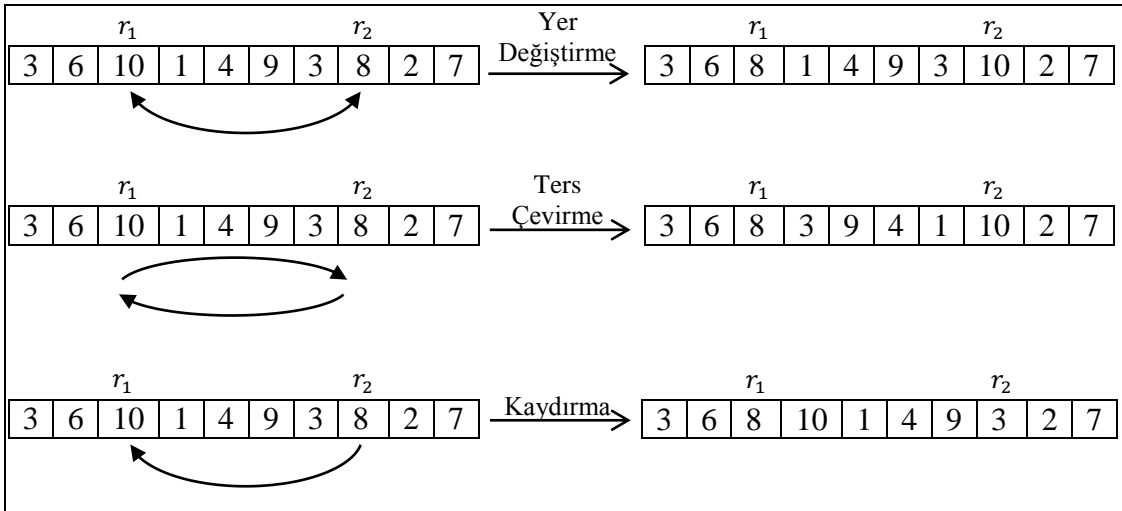 r₁ r₂ Yer Değiştirme r₁ r₂
3 6 10 1 4 9 3 8 2 7 3 6 8 1 4 9 3 10 2 7
r₁ r₂ Ters Çevirme r₁ r₂
3 6 10 1 4 9 3 8 2 7 3 6 8 3 9 4 1 10 2 7
r₁ r₂ Kaydırma r₁ r₂
3 6 10 1 4 9 3 8 2 7 3 6 8 10 1 4 9 3 2 7